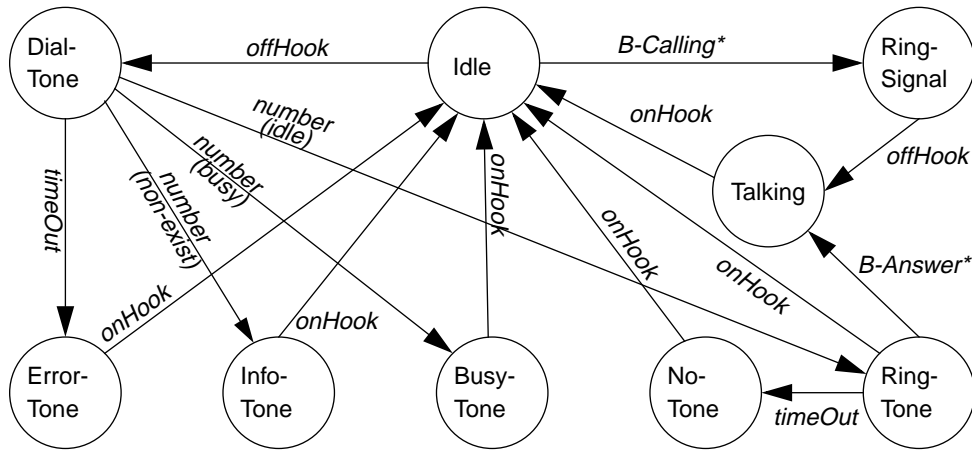 Dial-
Tone
offHook
Idle
B-Calling*
Ring-
Signal
number
(idle)
onHook
offHook
number
(busy)
onHook
Talking
timeOut
number
(non-exist)
onHook
B-Answer*
onHook
onHook
onHook
Error-
Tone
Info-
Tone
Busy-
Tone
No-
Tone
Ring-
Tone
timeOut